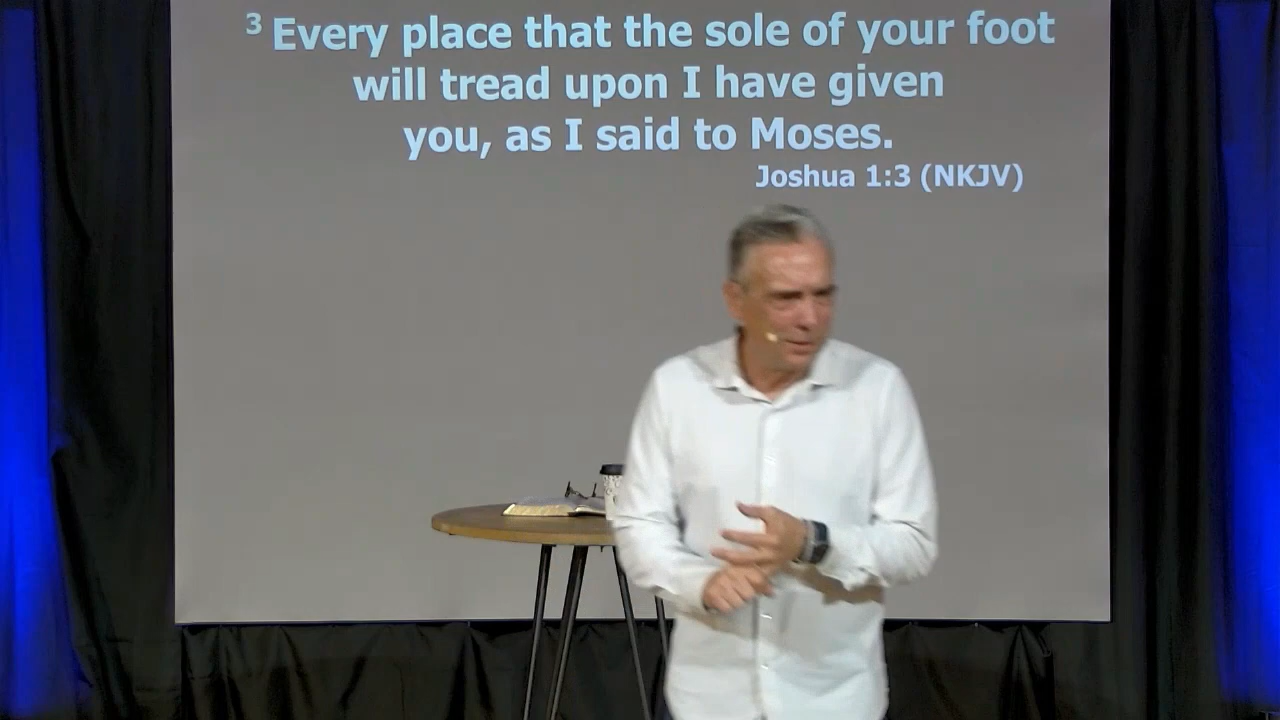 3 Every place that the sole of your foot
will tread upon I have given
you, as I said to Moses.
Joshua 1:3 (NKJV)